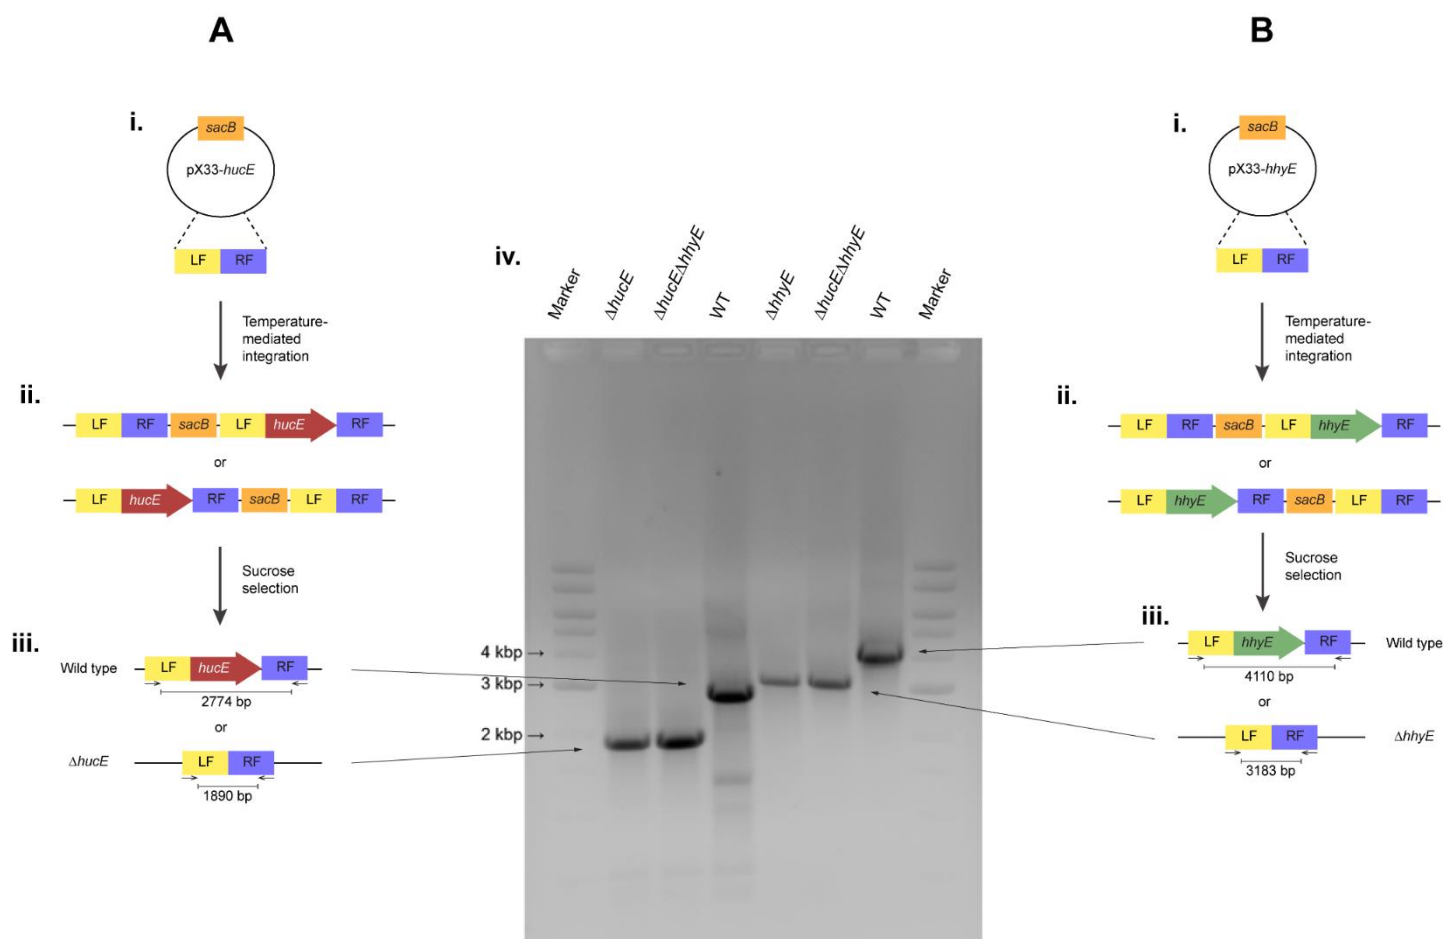 A
i.
sacB
pX33-hucE
LF RF
Temperature-
mediated
integration
ii.
LF RF sacB LF hucE RF
or
LF hucE RF sacB LF RF
Sucrose
selection
iii.
Wild type
LF hucE RF
2774 bp
or
ΔhucE
LF RF
1890 bp
iv.
Marker
ΔhucE
ΔhucEΔhhyE
WT
ΔhhyE
ΔhucEΔhhyE
WT
Marker
4 kbp →
3 kbp →
2 kbp →
B
i.
sacB
pX33-hhyE
LF RF
Temperature-
mediated
integration
ii.
LF RF sacB LF hhyE RF
or
LF hhyE RF sacB LF RF
Sucrose
selection
iii.
LF hhyE RF
Wild type
4110 bp
or
LF RF
ΔhhyE
3183 bp